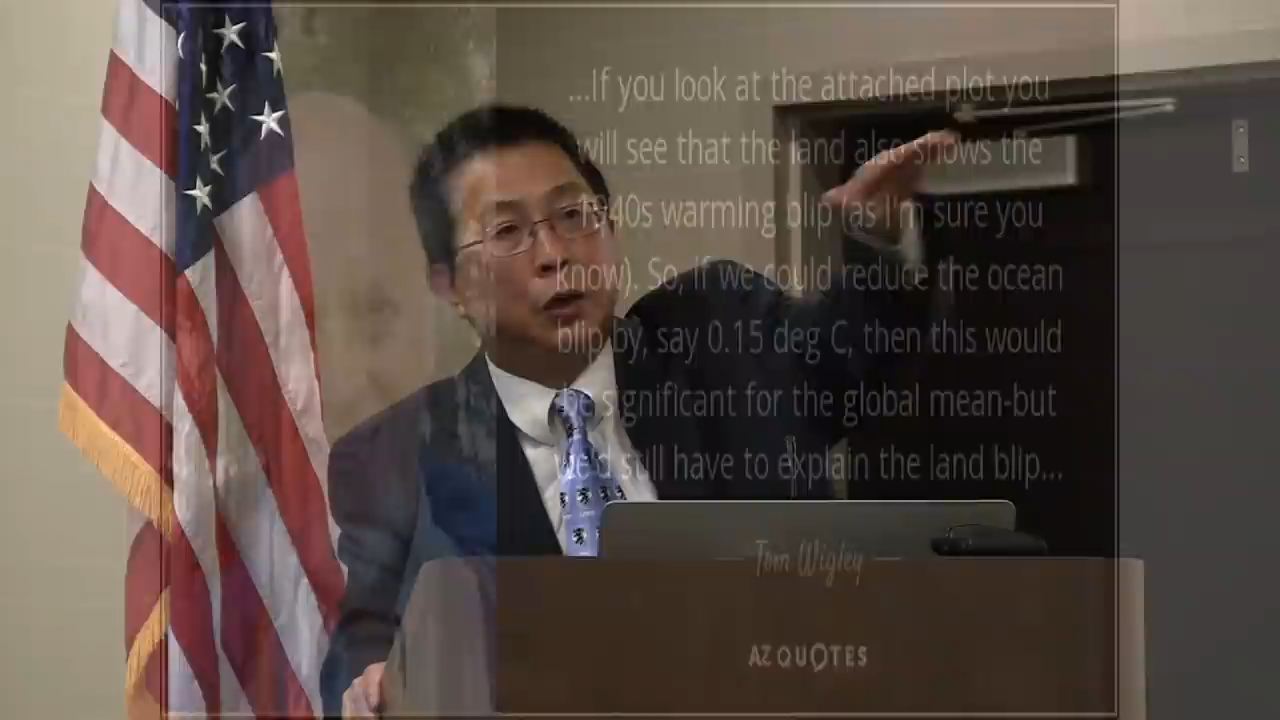 ...If you look at the attached plot you
will see that the land also shows the
40s warming blip as I'm sure you
know). So, if we could reduce the ocean
blip by, say 0.15 deg C, then this would
be significant for the global mean-but
we'd still have to explain the land blip...
Tom Wigley
AZ QUOTES